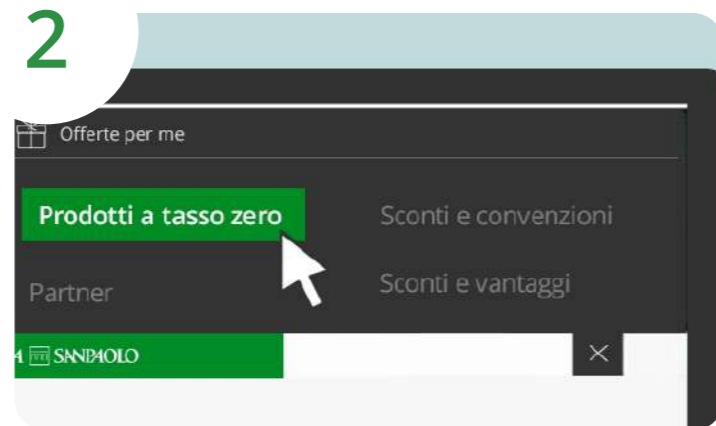 2
Offerte per me
Prodotti a tasso zero
Sconti e convenzioni
Partner
Sconti e vantaggi
A SANPAOLO